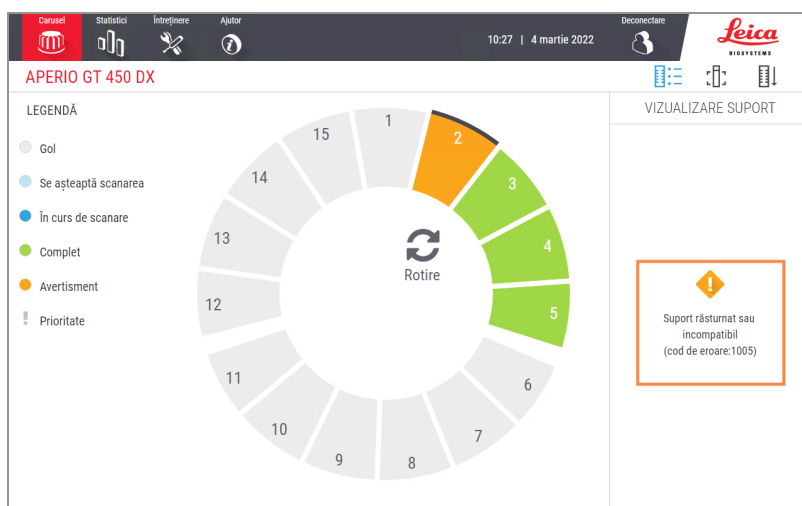 Carusel
Statistici
Întreținere
Ajutor
10:27 | 4 martie 2022
Deconectare
Leica
BIOSYSTEMS
APERIO GT 450 DX
LEGENDĂ
Gol
Se așteaptă scanarea
În curs de scanare
Complet
Avertisment
Prioritate
1
2
3
4
5
6
7
8
9
10
11
12
13
14
15
Rotire
VIZUALIZARE SUPORT
Suport răsturnat sau
incompatibil
(cod de eroare:1005)